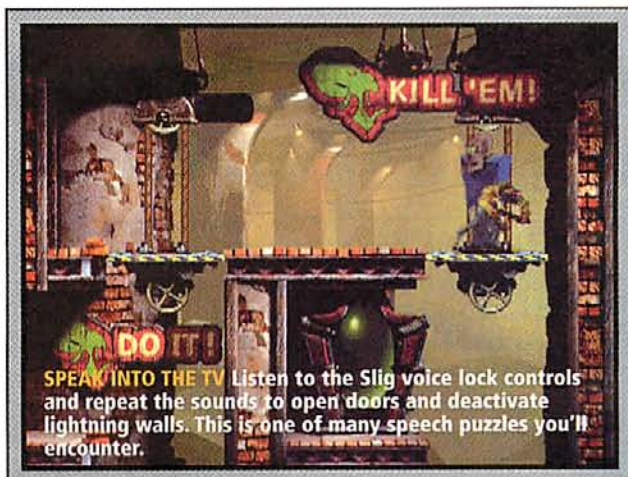 KILL 'EM!
DO IT!
SPEAK INTO THE TV Listen to the Slig voice lock controls
and repeat the sounds to open doors and deactivate
lightning walls. This is one of many speech puzzles you'll
encounter.